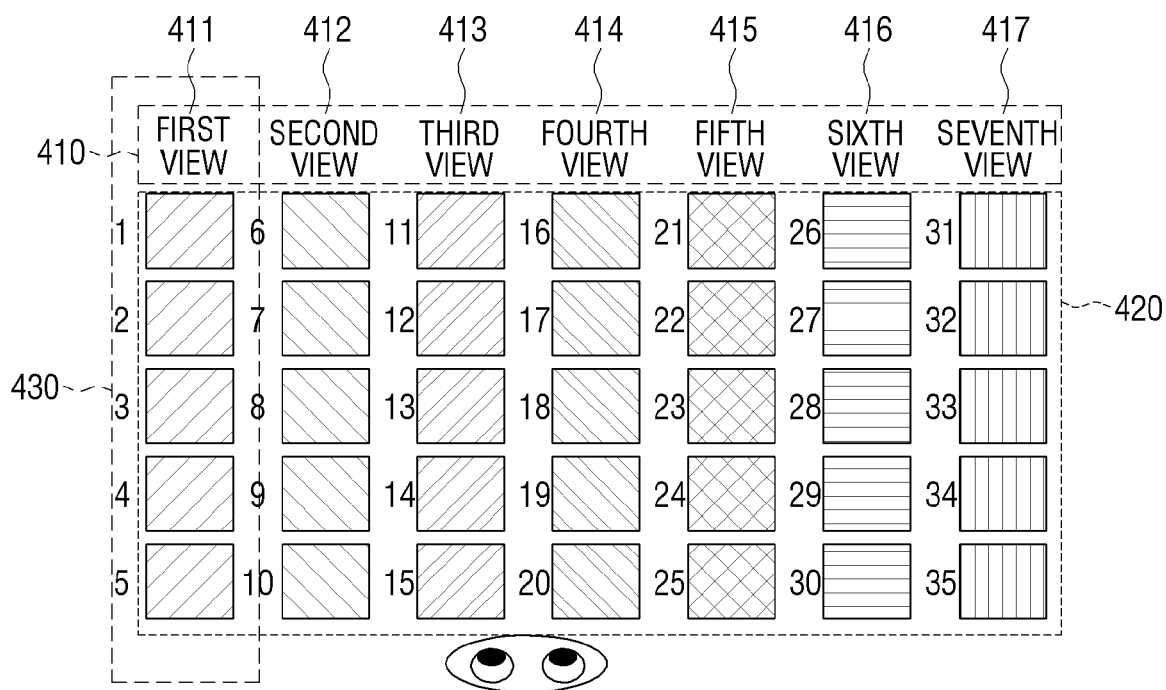 411 412 413 414 415 416 417
410
FIRST VIEW
SECOND VIEW
THIRD VIEW
FOURTH VIEW
FIFTH VIEW
SIXTH VIEW
SEVENTH VIEW
1 6 11 16 21 26 31
2 7 12 17 22 27 32
420
430
3 8 13 18 23 28 33
4 9 14 19 24 29 34
5 10 15 20 25 30 35